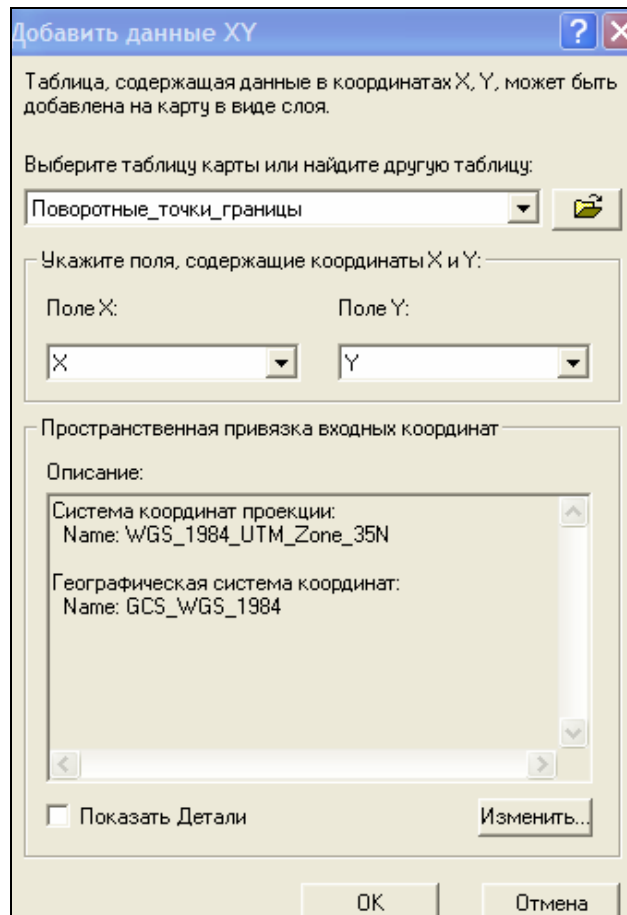 Добавить данные XY
Таблица, содержащая данные в координатах X, Y, может быть
добавлена на карту в виде слоя.
Выберите таблицу карты или найдите другую таблицу:
Поворотные_точки_границы
Укажите поля, содержащие координаты X и Y:
Поле X: Поле Y:
X Y
Пространственная привязка входных координат
Описание:
Система координат проекции:
Name: WGS_1984_UTM_Zone_35N
Географическая система координат:
Name: GCS_WGS_1984
Показать Детали Изменить...
OK Отмена